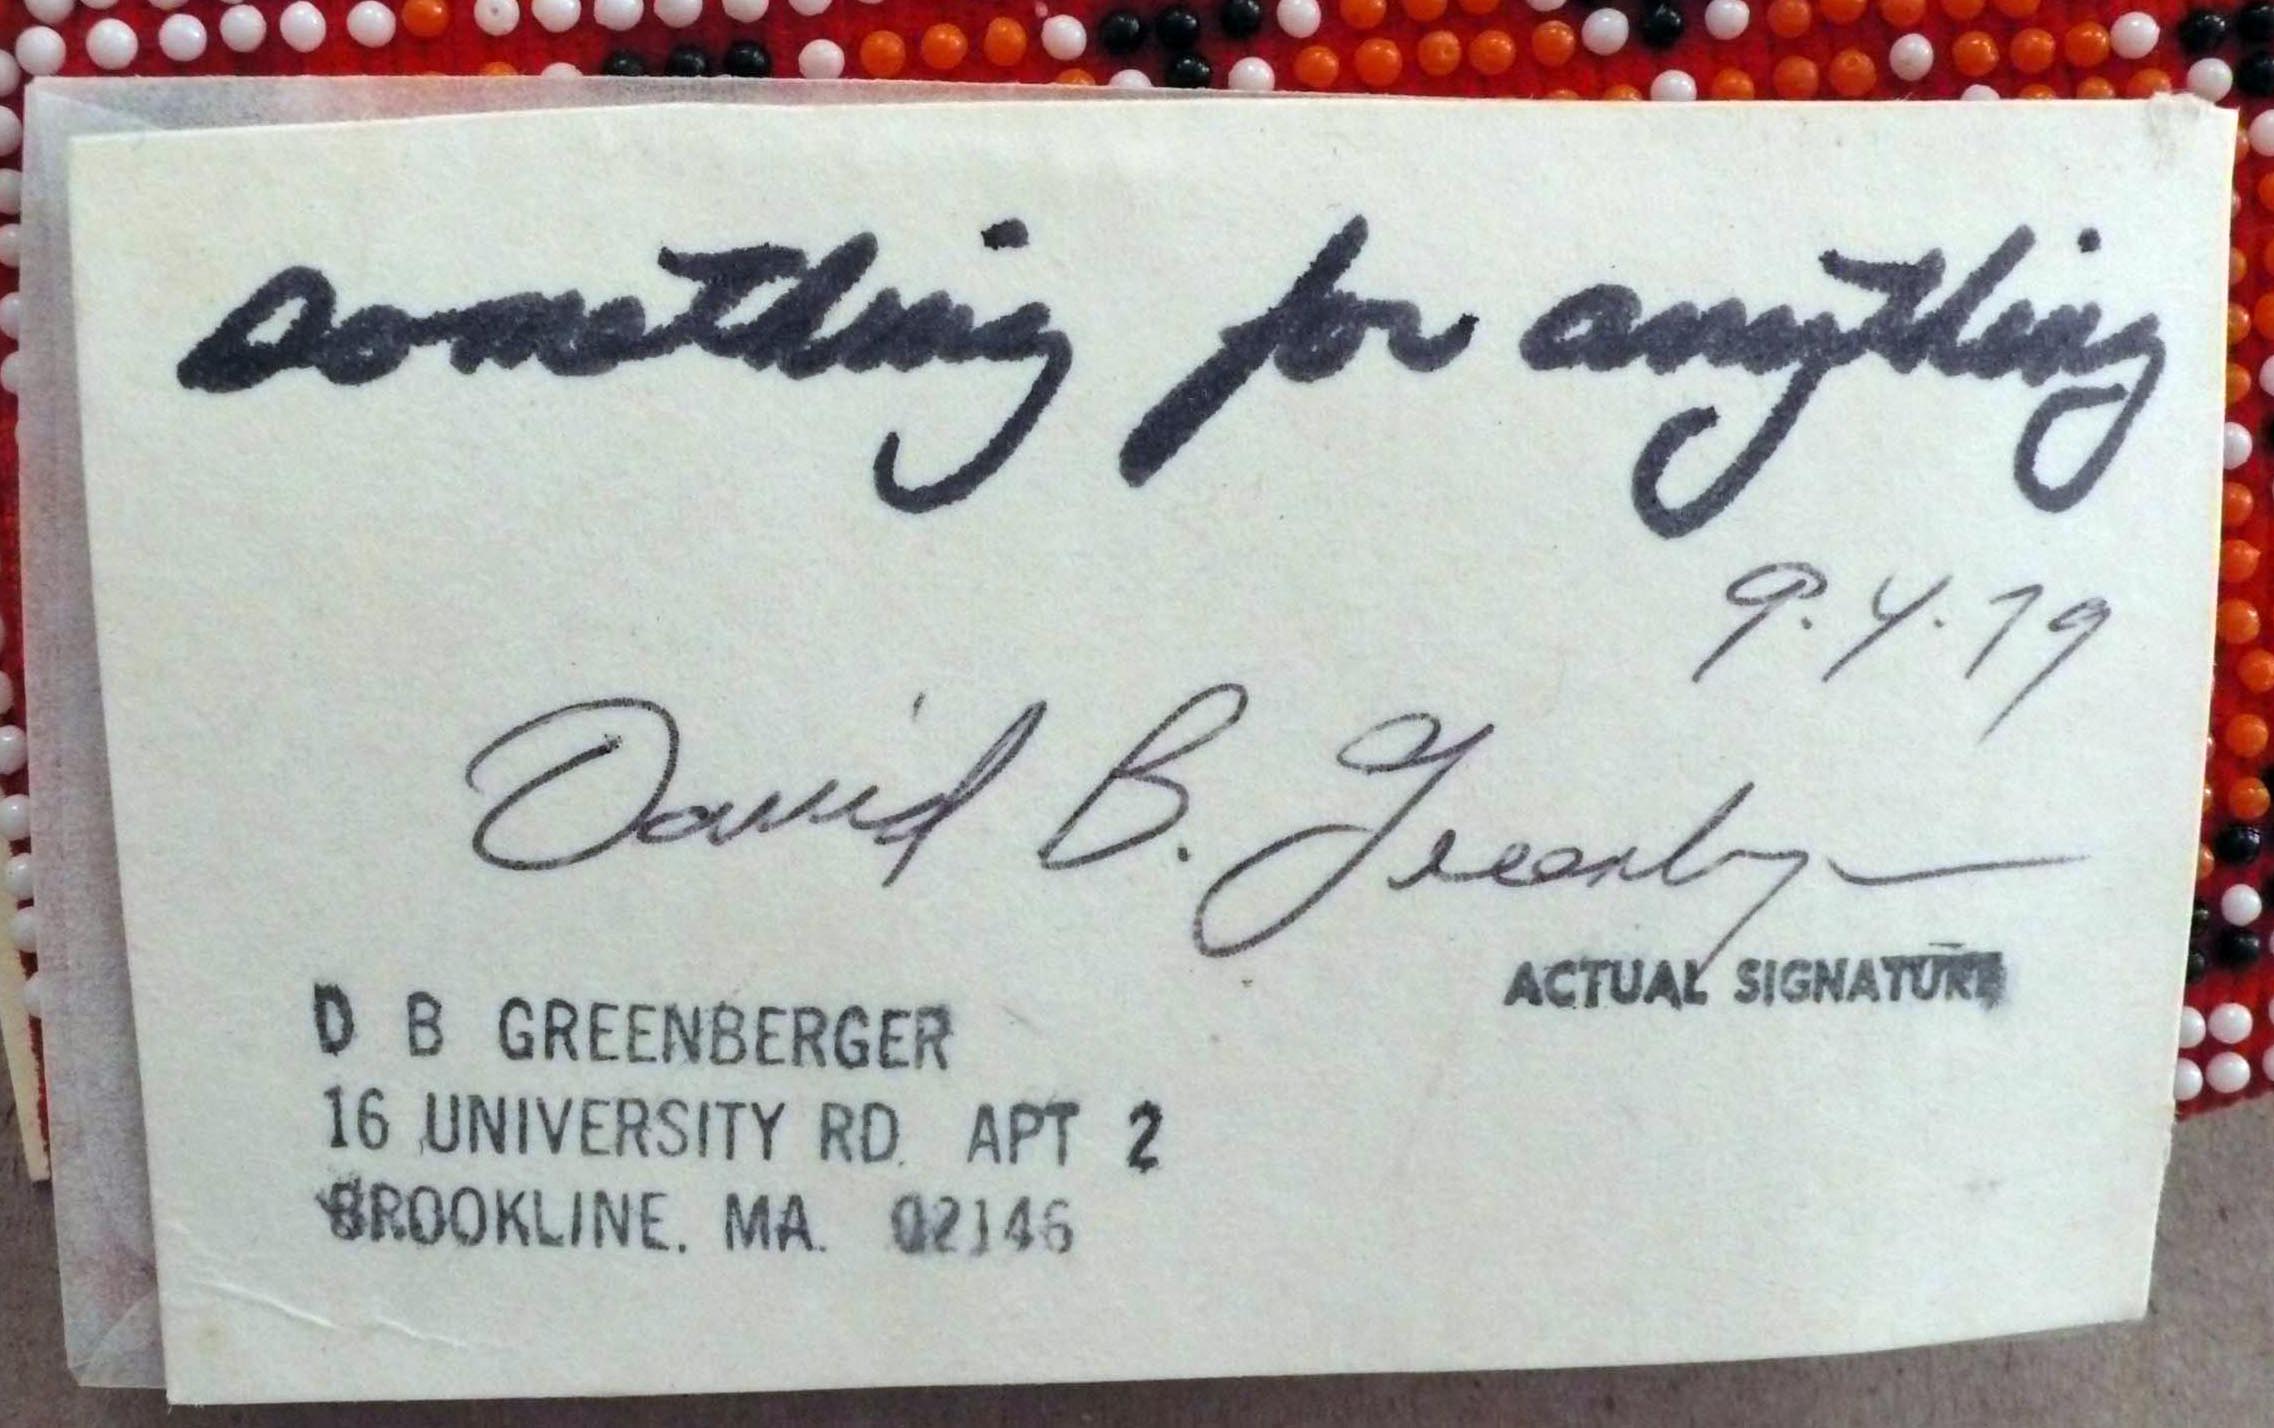 something for anything
9.4.79
David B. Greenberger
ACTUAL SIGNATURE
D B GREENBERGER
16 UNIVERSITY RD. APT 2
BROOKLINE. MA. 02146